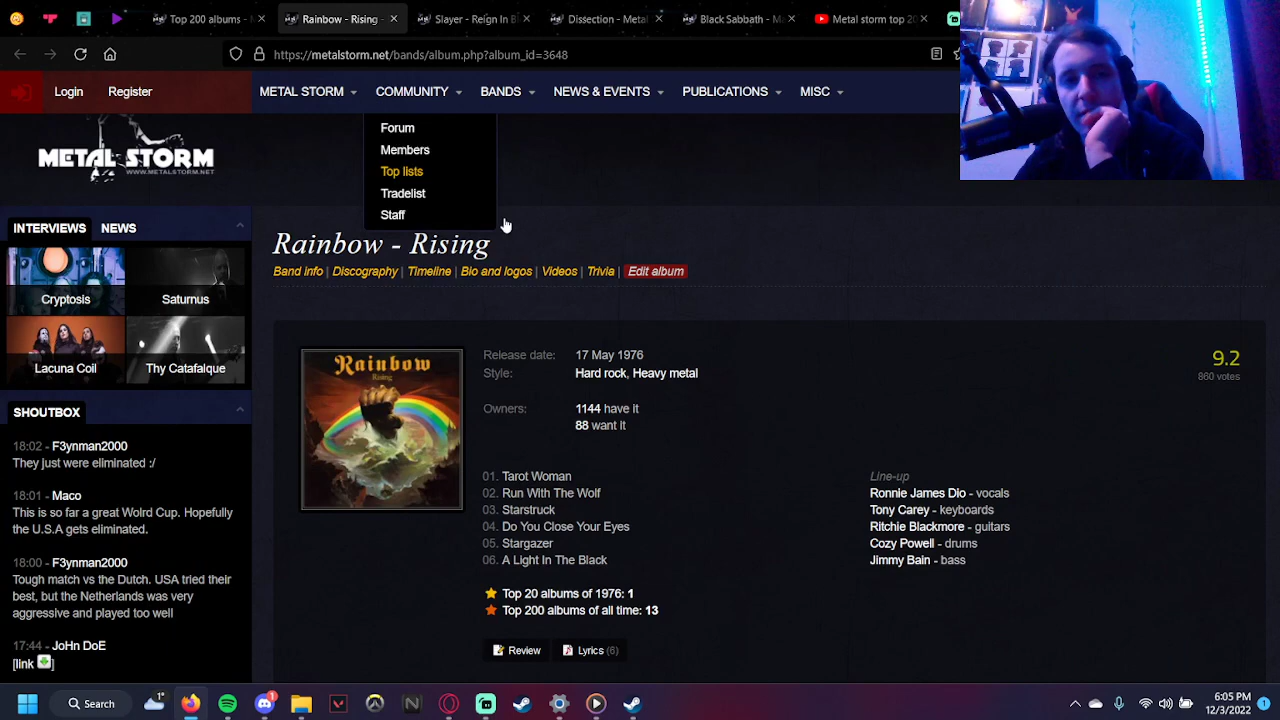 Top 200 albums -
Rainbow - Rising -
Slayer - Reign In Bl
Dissection - Metal
Black Sabbath - M
Metal storm top 20
https://metalstorm.net/bands/album.php?album_id=3648
Login Register METAL STORM COMMUNITY BANDS NEWS & EVENTS PUBLICATIONS MISC
METAL STORM
WWW.METALSTORM.NET
Forum
Members
Top lists
Tradelist
Staff
INTERVIEWS NEWS
Cryptosis
Saturnus
Lacuna Coil
Thy Catafalque
SHOUTBOX
18:02 - F3ynman2000
They just were eliminated :/
18:01 - Maco
This is so far a great Wolrd Cup. Hopefully
the U.S.A gets eliminated.
18:00 - F3ynman2000
Tough match vs the Dutch. USA tried their
best, but the Netherlands was very
aggressive and played too well
17:44 - JoHn DoE
[link]
Rainbow - Rising
Band info | Discography | Timeline | Bio and logos | Videos | Trivia | Edit album
Rainbow
Rising
Release date: 17 May 1976
Style: Hard rock, Heavy metal
Owners: 1144 have it
88 want it
9.2
860 votes
01. Tarot Woman
02. Run With The Wolf
03. Starstruck
04. Do You Close Your Eyes
05. Stargazer
06. A Light In The Black
Line-up
Ronnie James Dio - vocals
Tony Carey - keyboards
Ritchie Blackmore - guitars
Cozy Powell - drums
Jimmy Bain - bass
Top 20 albums of 1976: 1
Top 200 albums of all time: 13
Review Lyrics (6)
Search
1
6:05 PM
12/3/2022
1